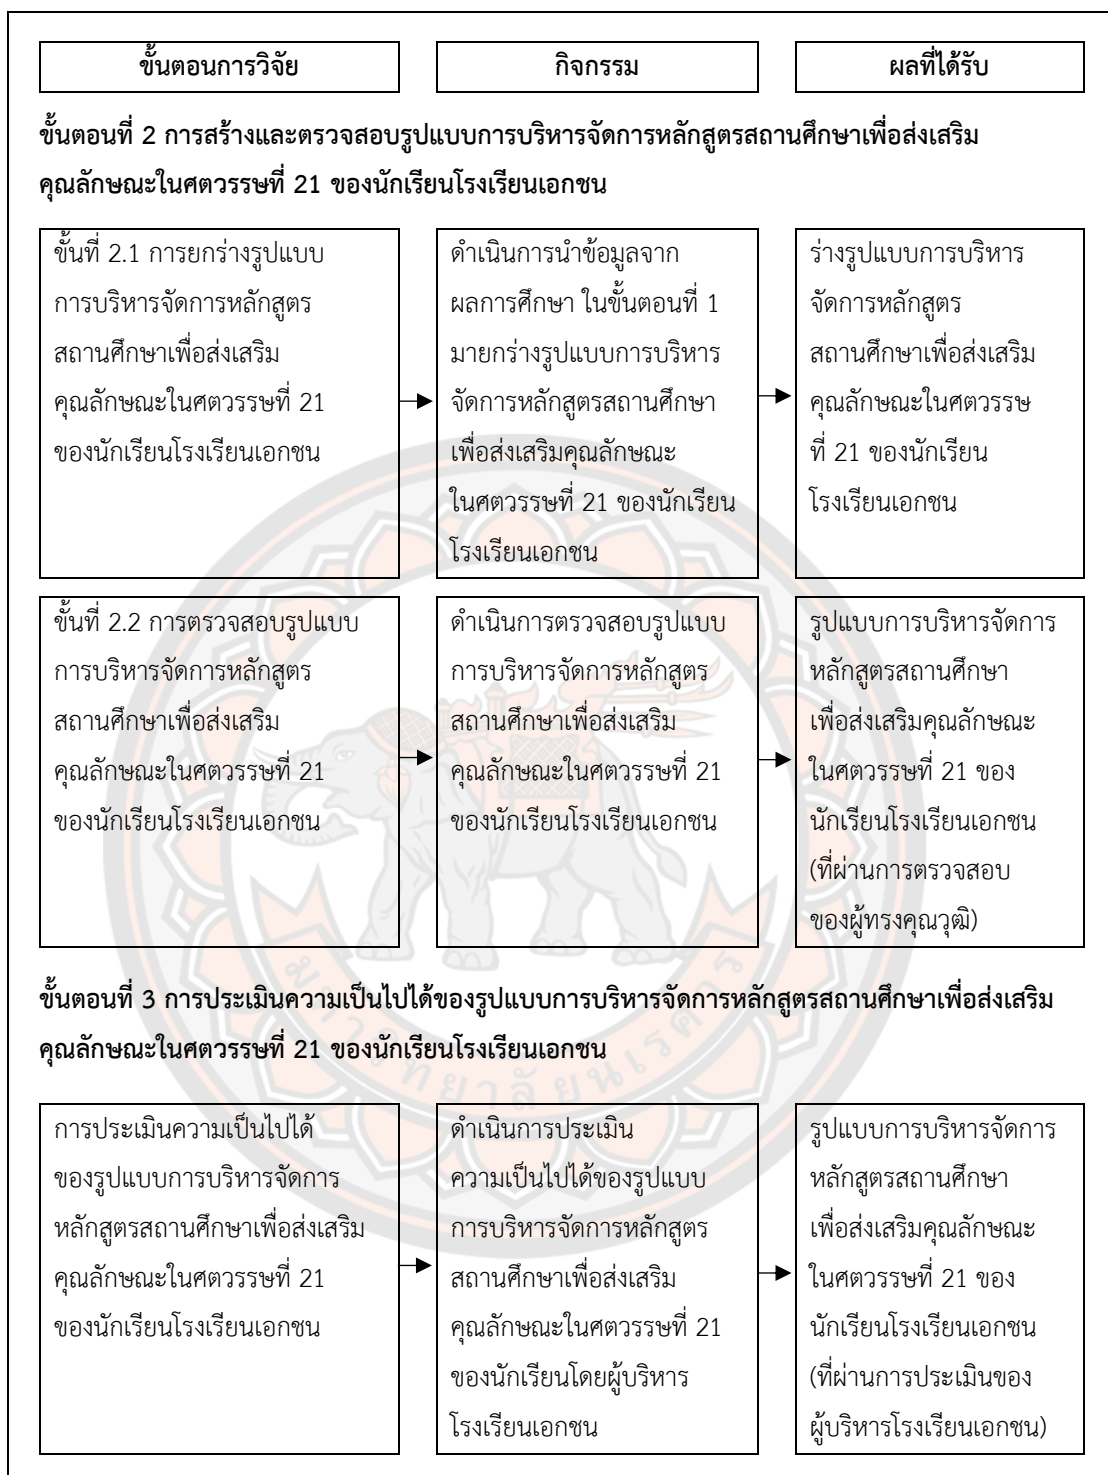 ขั้นตอนการวิจัย
กิจกรรม
ผลที่ได้รับ
ขั้นตอนที่ 2 การสร้างและตรวจสอบรูปแบบการบริหารจัดการหลักสูตรสถานศึกษาเพื่อส่งเสริม
คุณลักษณะในศตวรรษที่ 21 ของนักเรียนโรงเรียนเอกชน
ขั้นที่ 2.1 การยกร่างรูปแบบ
การบริหารจัดการหลักสูตร
สถานศึกษาเพื่อส่งเสริม
คุณลักษณะในศตวรรษที่ 21
ของนักเรียนโรงเรียนเอกชน
ดำเนินการนำข้อมูลจาก
ผลการศึกษา ในขั้นตอนที่ 1
มายกร่างรูปแบบการบริหาร
จัดการหลักสูตรสถานศึกษา
เพื่อส่งเสริมคุณลักษณะ
ในศตวรรษที่ 21 ของนักเรียน
โรงเรียนเอกชน
ร่างรูปแบบการบริหาร
จัดการหลักสูตร
สถานศึกษาเพื่อส่งเสริม
คุณลักษณะในศตวรรษ
ที่ 21 ของนักเรียน
โรงเรียนเอกชน
ขั้นที่ 2.2 การตรวจสอบรูปแบบ
การบริหารจัดการหลักสูตร
สถานศึกษาเพื่อส่งเสริม
คุณลักษณะในศตวรรษที่ 21
ของนักเรียนโรงเรียนเอกชน
ดำเนินการตรวจสอบรูปแบบ
การบริหารจัดการหลักสูตร
สถานศึกษาเพื่อส่งเสริม
คุณลักษณะในศตวรรษที่ 21
ของนักเรียนโรงเรียนเอกชน
รูปแบบการบริหารจัดการ
หลักสูตรสถานศึกษา
เพื่อส่งเสริมคุณลักษณะ
ในศตวรรษที่ 21 ของ
นักเรียนโรงเรียนเอกชน
(ที่ผ่านการตรวจสอบ
ของผู้ทรงคุณวุฒิ)
ขั้นตอนที่ 3 การประเมินความเป็นไปได้ของรูปแบบการบริหารจัดการหลักสูตรสถานศึกษาเพื่อส่งเสริม
คุณลักษณะในศตวรรษที่ 21 ของนักเรียนโรงเรียนเอกชน
การประเมินความเป็นไปได้
ของรูปแบบการบริหารจัดการ
หลักสูตรสถานศึกษาเพื่อส่งเสริม
คุณลักษณะในศตวรรษที่ 21
ของนักเรียนโรงเรียนเอกชน
ดำเนินการประเมิน
ความเป็นไปได้ของรูปแบบ
การบริหารจัดการหลักสูตร
สถานศึกษาเพื่อส่งเสริม
คุณลักษณะในศตวรรษที่ 21
ของนักเรียนโดยผู้บริหาร
โรงเรียนเอกชน
รูปแบบการบริหารจัดการ
หลักสูตรสถานศึกษา
เพื่อส่งเสริมคุณลักษณะ
ในศตวรรษที่ 21 ของ
นักเรียนโรงเรียนเอกชน
(ที่ผ่านการประเมินของ
ผู้บริหารโรงเรียนเอกชน)
มหาวิทยาลัยนเรศวร